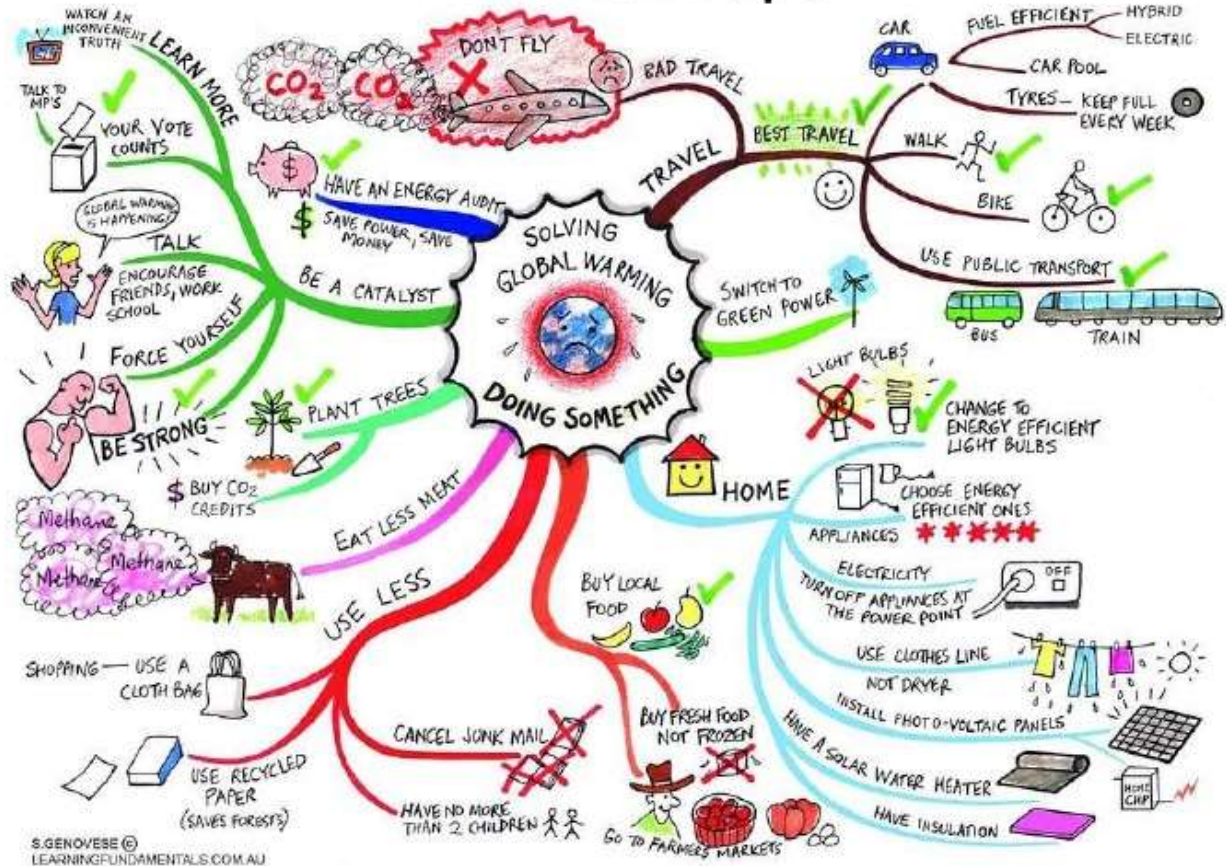 SOLVING
GLOBAL WARMING
DOING SOMETHING
TRAVEL
BAD TRAVEL
DON'T FLY
CO2
CO2
BEST TRAVEL
CAR
FUEL EFFICIENT
HYBRID
ELECTRIC
CAR POOL
TYRES – KEEP FULL
EVERY WEEK
WALK
BIKE
USE PUBLIC TRANSPORT
BUS
TRAIN
SWITCH TO
GREEN POWER
HOME
LIGHT BULBS
CHANGE TO
ENERGY EFFICIENT
LIGHT BULBS
CHOOSE ENERGY
EFFICIENT ONES
APPLIANCES
ELECTRICITY
TURN OFF APPLIANCES AT
THE POWER POINT
OFF
USE CLOTHES LINE
NOT DRYER
INSTALL PHOTO-VOLTAIC PANELS
HAVE A SOLAR WATER HEATER
HOME
CHP
HAVE INSULATION
BUY LOCAL
FOOD
BUY FRESH FOOD
NOT FROZEN
GO TO FARMERS MARKETS
USE LESS
SHOPPING — USE A
CLOTH BAG
USE RECYCLED
PAPER
(SAVES FORESTS)
CANCEL JUNK MAIL
HAVE NO MORE
THAN 2 CHILDREN
EAT LESS MEAT
Methane
Methane
Methane
PLANT TREES
$ BUY CO2
CREDITS
BE A CATALYST
LEARN MORE
WATCH AN
INCONVENIENT
TRUTH
TALK TO
MP'S
YOUR VOTE
COUNTS
GLOBAL WARMING
IS HAPPENING!
TALK
ENCOURAGE
FRIENDS, WORK
SCHOOL
FORCE YOURSELF
BE STRONG
HAVE AN ENERGY AUDIT
$ SAVE POWER, SAVE
MONEY
$
S.GENOVESE ©
LEARNINGFUNDAMENTALS.COM.AU